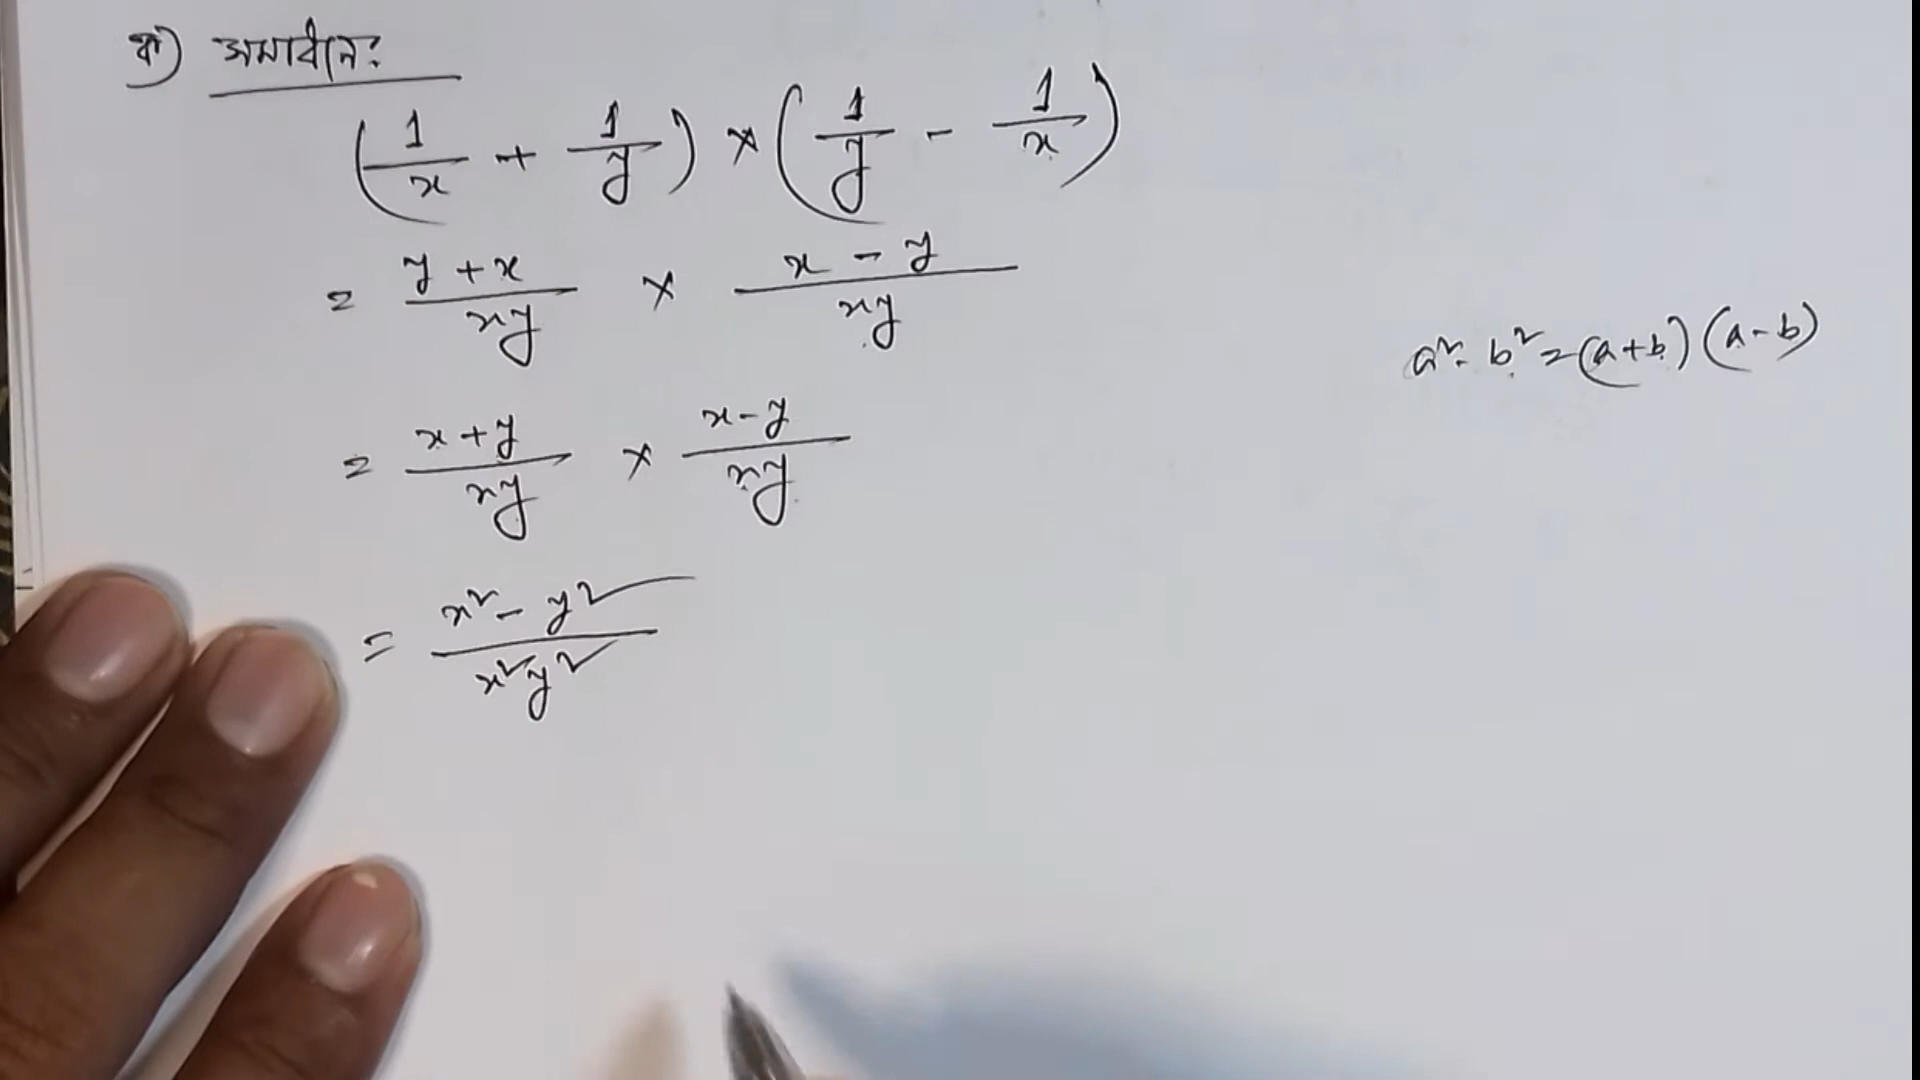 ক) সমাধান:
(1/x + 1/y) × (1/y - 1/x)
= (y + x)/(xy) × (x - y)/(xy)
a² - b² = (a+b) (a-b)
= (x + y)/(xy) × (x - y)/(xy)
= (x² - y²)/(x²y²)